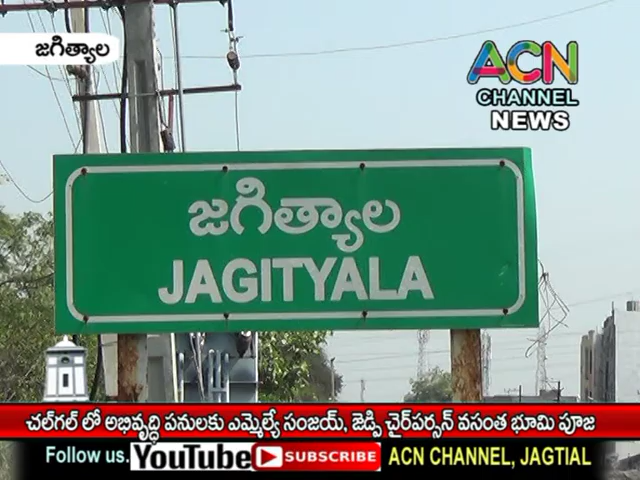 జగిత్యాల
ACN
CHANNEL
NEWS
జగిత్యాల
JAGITYALA
చల్‌గల్ లో అభివృద్ధి పనులకు ఎమ్మెల్యే సంజయ్, జెడ్పి చైర్‌పర్సన్ వసంత భూమి పూజ
Follow us. YouTube SUBSCRIBE ACN CHANNEL, JAGTIAL